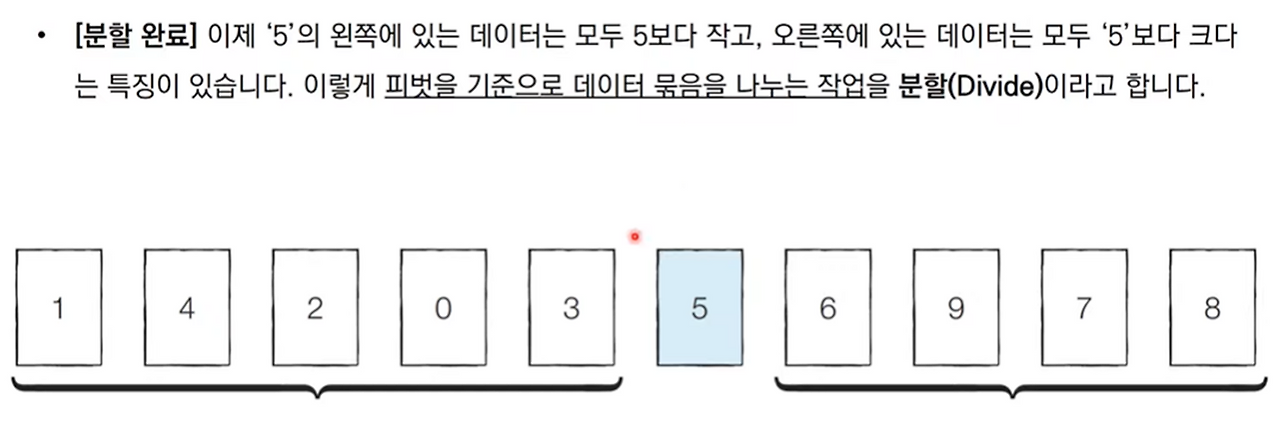 • [분할 완료] 이제 ‘5’의 왼쪽에 있는 데이터는 모두 5보다 작고, 오른쪽에 있는 데이터는 모두 ‘5’보다 크다
는 특징이 있습니다. 이렇게 피벗을 기준으로 데이터 묶음을 나누는 작업을 분할(Divide)이라고 합니다.
1 4 2 0 3 5 6 9 7 8